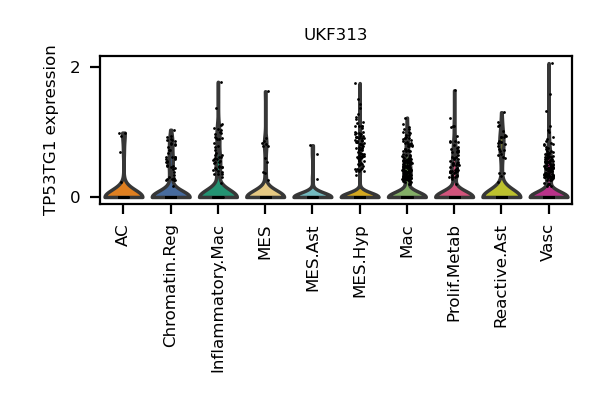 UKF313
TP53TG1 expression
2
0
AC
Chromatin.Reg
Inflammatory.Mac
MES
MES.Ast
MES.Hyp
Mac
Prolif.Metab
Reactive.Ast
Vasc